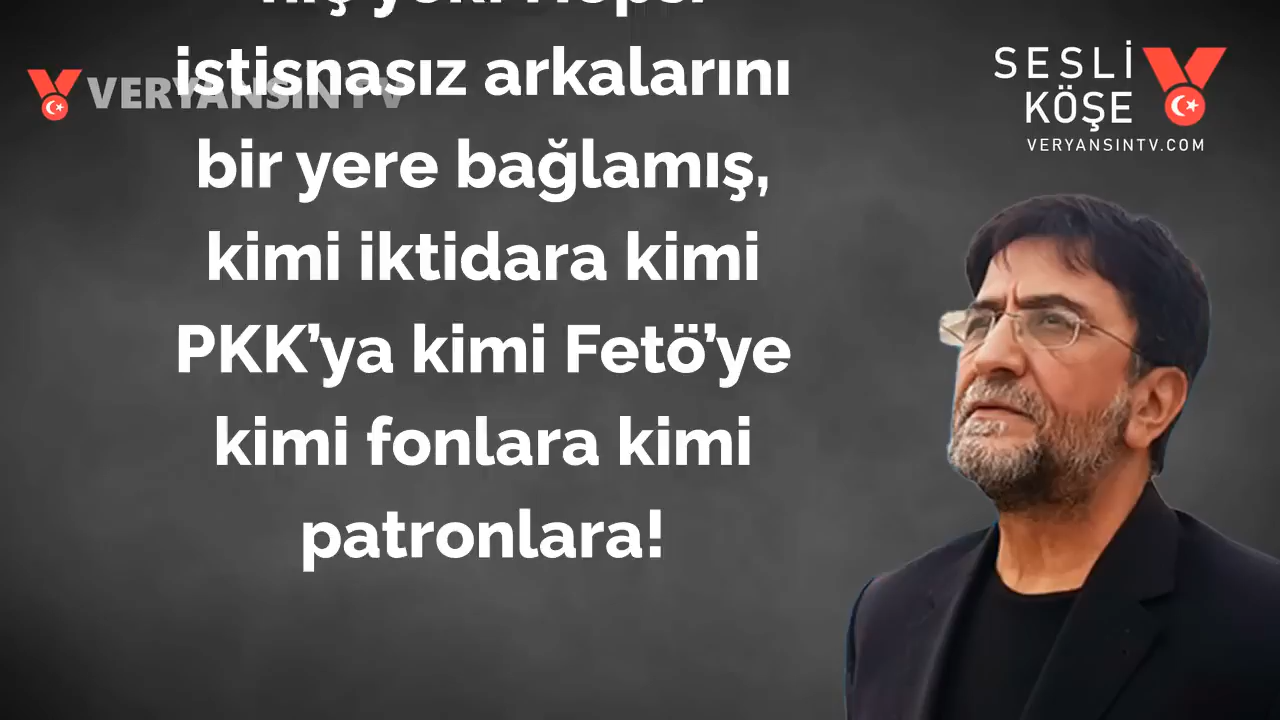 istisnasız arkalarını
bir yere bağlamış,
kimi iktidara kimi
PKK’ya kimi Fetö’ye
kimi fonlara kimi
patronlara!
VERYANSIN TV
SESLİ
KÖŞE
VERYANSINTV.COM